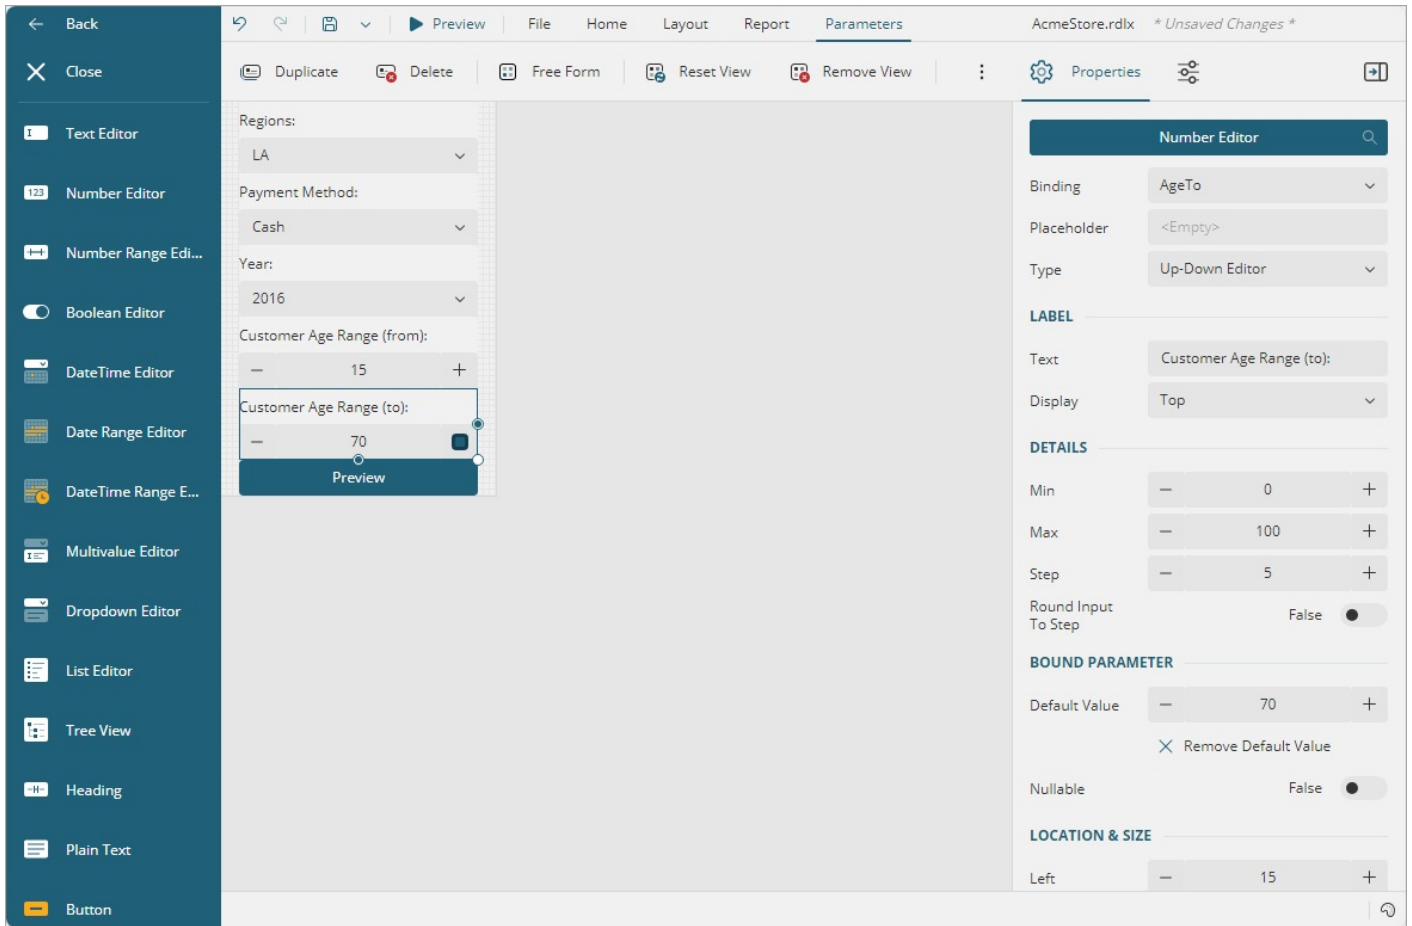 Back
Preview
File
Home
Layout
Report
Parameters
AcmeStore.rdlx
* Unsaved Changes *
Close
Duplicate
Delete
Free Form
Reset View
Remove View
Properties
Text Editor
Number Editor
123
Number Range Edi...
Boolean Editor
DateTime Editor
Date Range Editor
DateTime Range E...
Multivalue Editor
Dropdown Editor
List Editor
Tree View
Heading
-H-
Plain Text
Button
Regions:
LA
Payment Method:
Cash
Year:
2016
Customer Age Range (from):
— 15 +
Customer Age Range (to):
— 70
Preview
Number Editor
Binding AgeTo
Placeholder <Empty>
Type Up-Down Editor
LABEL
Text Customer Age Range (to):
Display Top
DETAILS
Min — 0 +
Max — 100 +
Step — 5 +
Round Input
To Step False
BOUND PARAMETER
Default Value — 70 +
Remove Default Value
Nullable False
LOCATION & SIZE
Left — 15 +